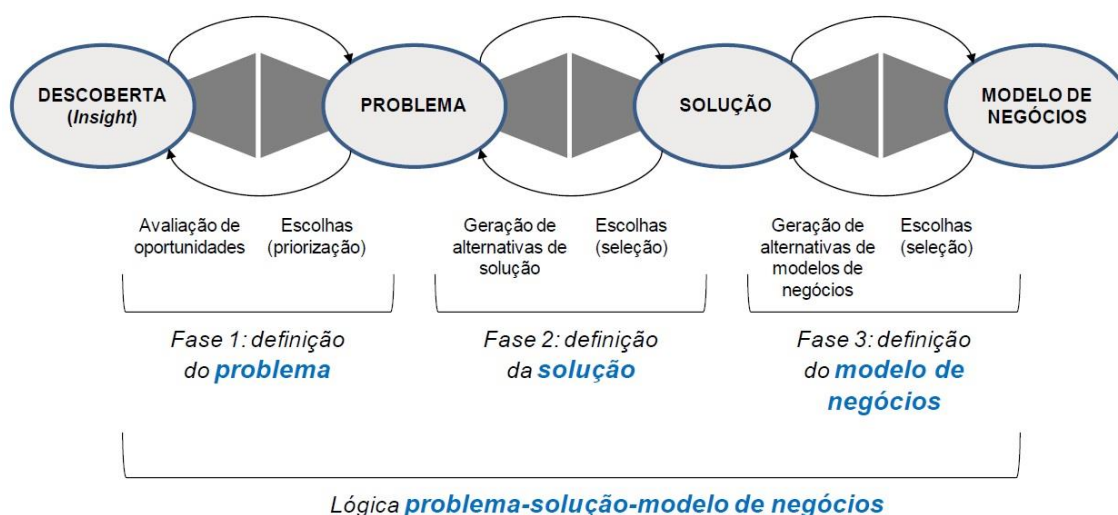 DESCOBERTA
(Insight)
PROBLEMA
SOLUÇÃO
MODELO DE
NEGÓCIOS
Avaliação de
oportunidades
Escolhas
(priorização)
Geração de
alternativas de
solução
Escolhas
(seleção)
Geração de
alternativas de
modelos de
negócios
Escolhas
(seleção)
Fase 1: definição
do problema
Fase 2: definição
da solução
Fase 3: definição
do modelo de
negócios
Lógica problema-solução-modelo de negócios